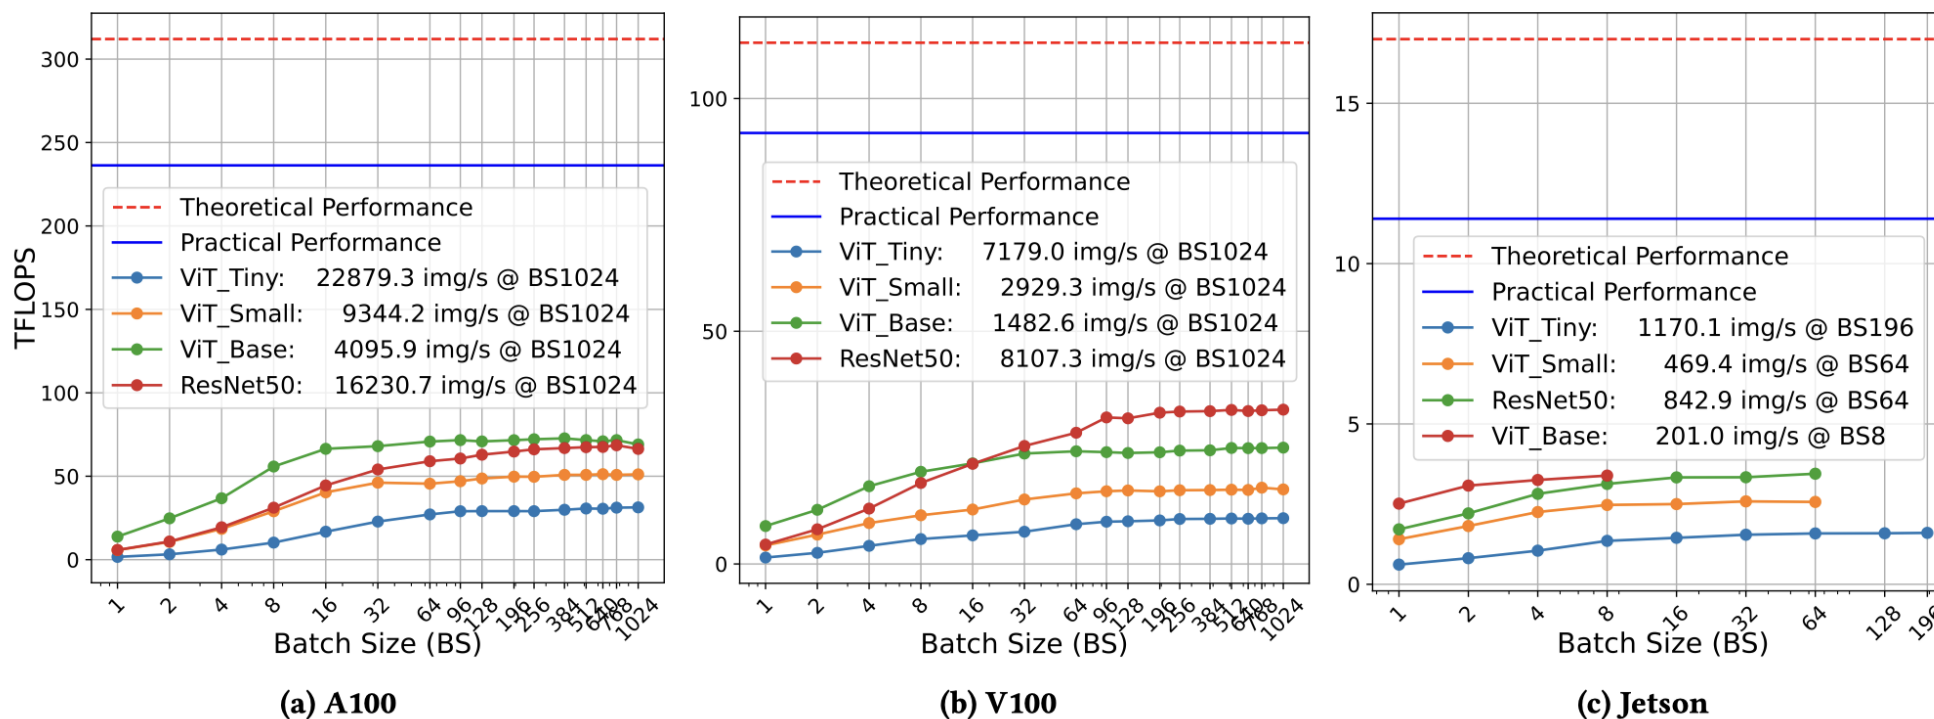 TFLOPS
300
250
200
150
100
50
0
Theoretical Performance
Practical Performance
ViT_Tiny: 22879.3 img/s @ BS1024
ViT_Small: 9344.2 img/s @ BS1024
ViT_Base: 4095.9 img/s @ BS1024
ResNet50: 16230.7 img/s @ BS1024
1 2 4 8 16 32 64 96 128 196 256 384 512 640 768 1024
Batch Size (BS)
(a) A100
100
50
0
Theoretical Performance
Practical Performance
ViT_Tiny: 7179.0 img/s @ BS1024
ViT_Small: 2929.3 img/s @ BS1024
ViT_Base: 1482.6 img/s @ BS1024
ResNet50: 8107.3 img/s @ BS1024
1 2 4 8 16 32 64 96 128 196 256 384 512 640 768 1024
Batch Size (BS)
(b) V100
15
10
5
0
Theoretical Performance
Practical Performance
ViT_Tiny: 1170.1 img/s @ BS196
ViT_Small: 469.4 img/s @ BS64
ResNet50: 842.9 img/s @ BS64
ViT_Base: 201.0 img/s @ BS8
1 2 4 8 16 32 64 128 196
Batch Size (BS)
(c) Jetson